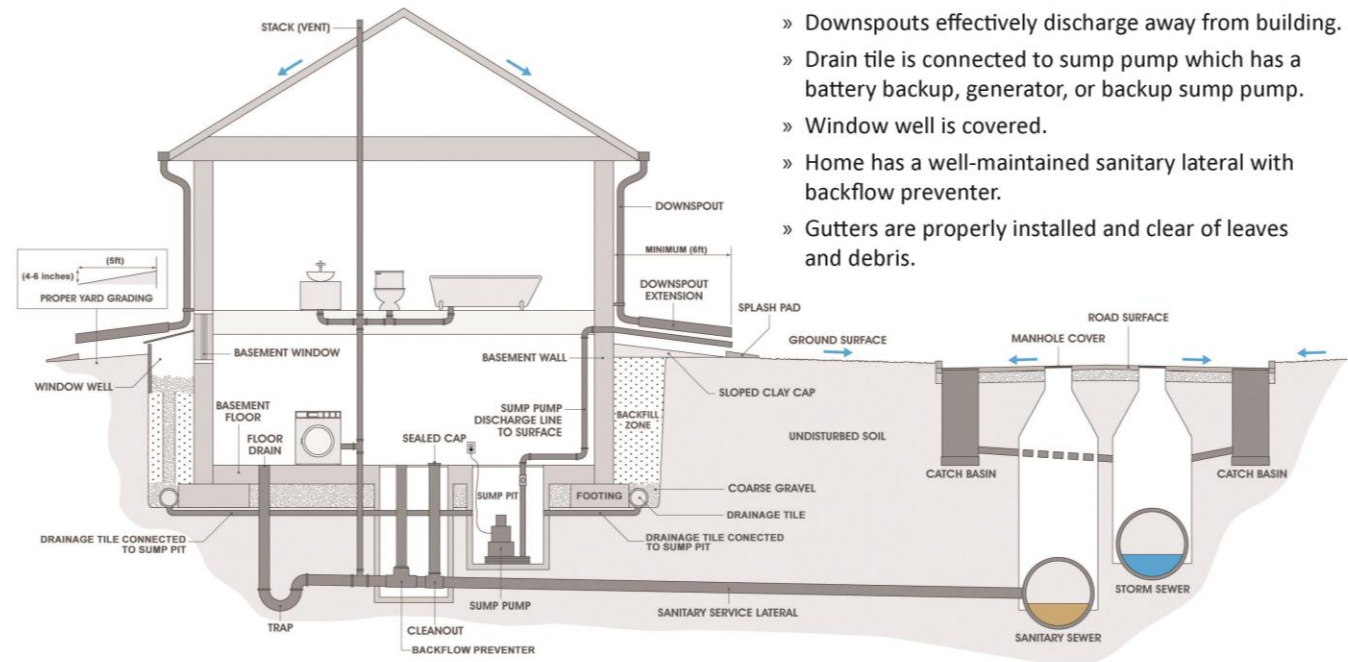 » Downspouts effectively discharge away from building.
» Drain tile is connected to sump pump which has a
battery backup, generator, or backup sump pump.
» Window well is covered.
» Home has a well-maintained sanitary lateral with
backflow preventer.
» Gutters are properly installed and clear of leaves
and debris.
STACK (VENT)
DOWNSPOUT
MINIMUM (6ft)
(5ft)
(4-6 inches)
PROPER YARD GRADING
DOWNSPOUT
EXTENSION
SPLASH PAD
GROUND SURFACE
ROAD SURFACE
MANHOLE COVER
BASEMENT WINDOW
BASEMENT WALL
WINDOW WELL
SLOPED CLAY CAP
BASEMENT
FLOOR
SUMP PUMP
DISCHARGE LINE
TO SURFACE
BACKFILL
ZONE
FLOOR
DRAIN
SEALED CAP
UNDISTURBED SOIL
CATCH BASIN
CATCH BASIN
SUMP PIT
FOOTING
COARSE GRAVEL
DRAINAGE TILE
DRAINAGE TILE CONNECTED
TO SUMP PIT
DRAINAGE TILE CONECTED
TO SUMP PIT
STORM SEWER
SUMP PUMP
SANITARY SERVICE LATERAL
TRAP
CLEANOUT
SANITARY SEWER
BACKFLOW PREVENTER